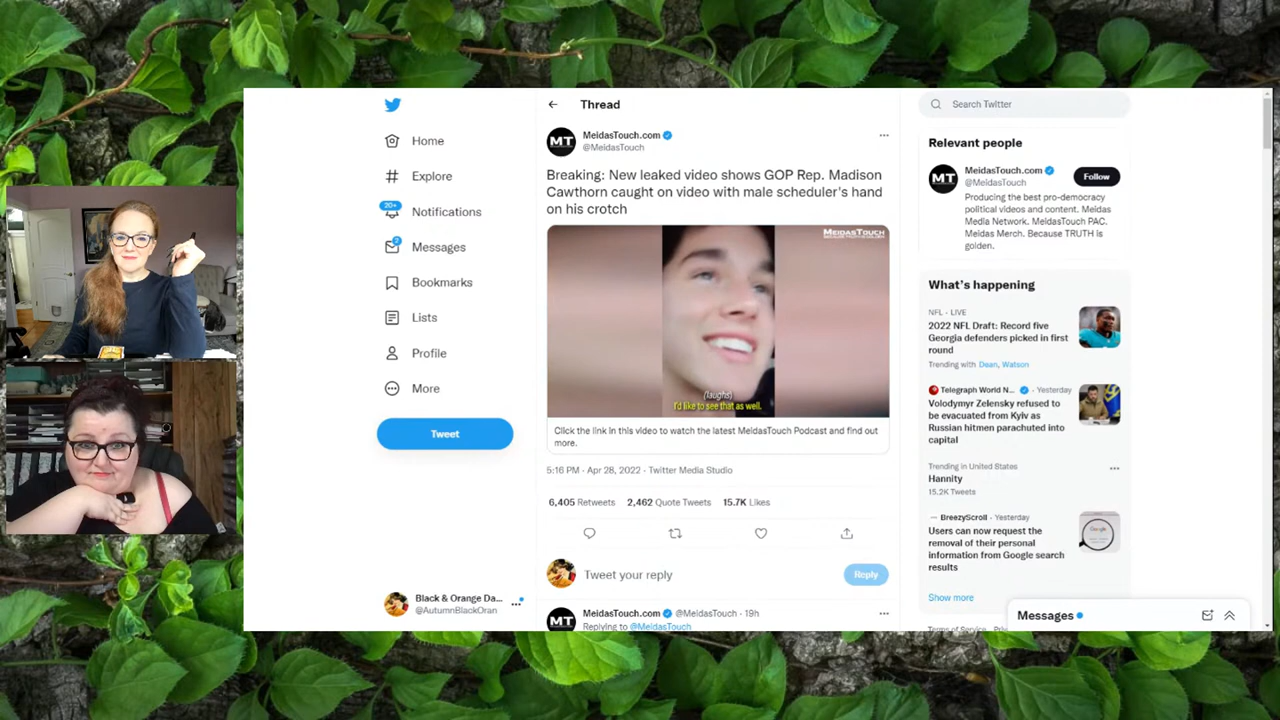 Home
Explore
20+
Notifications
2
Messages
Bookmarks
Lists
Profile
More
Tweet
Black & Orange Da...
@AutumnBlackOran
Thread
MT
MeidasTouch.com
@MeidasTouch
Breaking: New leaked video shows GOP Rep. Madison
Cawthorn caught on video with male scheduler's hand
on his crotch
MEIDASTOUCH
(laughs)
I'd like to see that as well.
Click the link in this video to watch the latest MeidasTouch Podcast and find out
more.
5:16 PM · Apr 28, 2022 · Twitter Media Studio
6,405 Retweets 2,462 Quote Tweets 15.7K Likes
Tweet your reply
Reply
MT
MeidasTouch.com @MeidasTouch · 19h
Replying to @MeidasTouch
Search Twitter
Relevant people
MT
MeidasTouch.com
@MeidasTouch
Follow
Producing the best pro-democracy
political videos and content. Meidas
Media Network. MeidasTouch PAC.
Meidas Merch. Because TRUTH is
golden.
What's happening
NFL · LIVE
2022 NFL Draft: Record five
Georgia defenders picked in first
round
Trending with Dean, Watson
Telegraph World N... · Yesterday
Volodymyr Zelensky refused to
be evacuated from Kyiv as
Russian hitmen parachuted into
capital
Trending in United States
Hannity
15.2K Tweets
BreezyScroll · Yesterday
Users can now request the
removal of their personal
information from Google search
results
Show more
Terms of Service
Messages